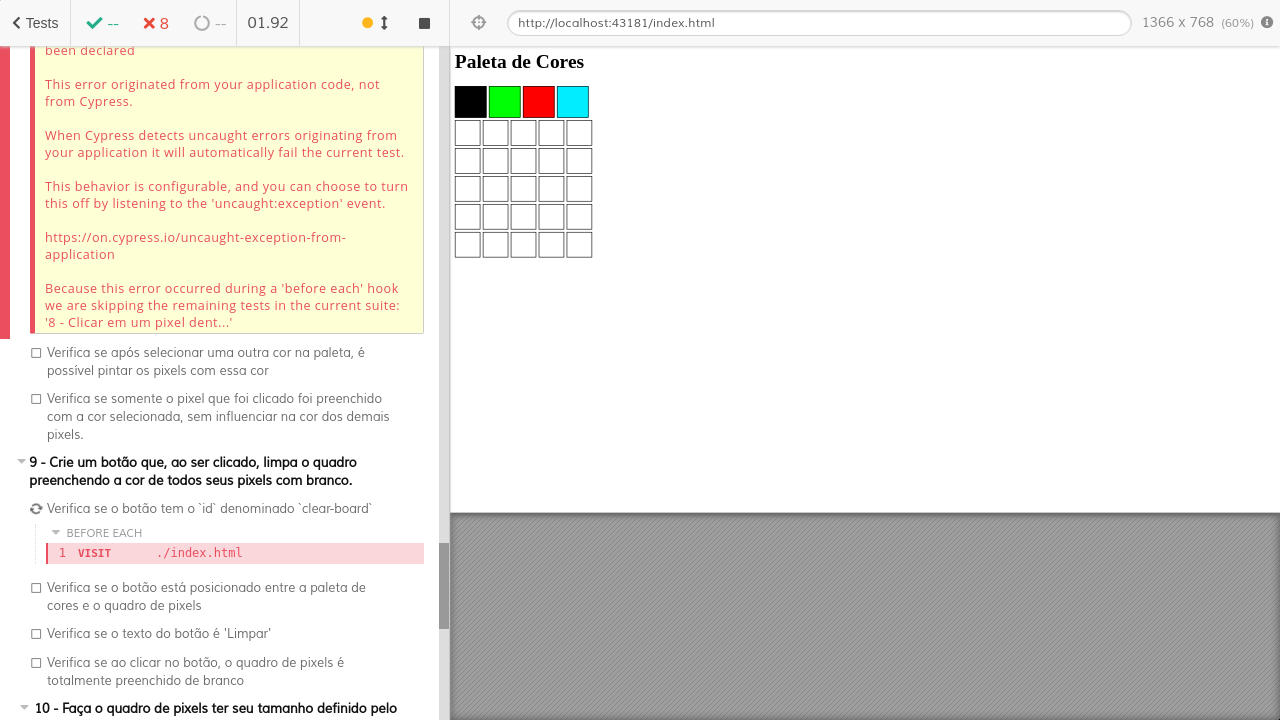 Tests
--
8
--
01.92
http://localhost:43181/index.html
1366 x 768 (60%)
been declared
This error originated from your application code, not
from Cypress.
When Cypress detects uncaught errors originating from
your application it will automatically fail the current test.
This behavior is configurable, and you can choose to turn
this off by listening to the 'uncaught:exception' event.
https://on.cypress.io/uncaught-exception-from-
application
Because this error occurred during a 'before each' hook
we are skipping the remaining tests in the current suite:
'8 - Clicar em um pixel dent...'
Verifica se após selecionar uma outra cor na paleta, é
possível pintar os pixels com essa cor
Verifica se somente o pixel que foi clicado foi preenchido
com a cor selecionada, sem influenciar na cor dos demais
pixels.
9 - Crie um botão que, ao ser clicado, limpa o quadro
preenchendo a cor de todos seus pixels com branco.
Verifica se o botão tem o `id` denominado `clear-board`
BEFORE EACH
1 VISIT ./index.html
Verifica se o botão está posicionado entre a paleta de
cores e o quadro de pixels
Verifica se o texto do botão é 'Limpar'
Verifica se ao clicar no botão, o quadro de pixels é
totalmente preenchido de branco
10 - Faça o quadro de pixels ter seu tamanho definido pelo
Paleta de Cores